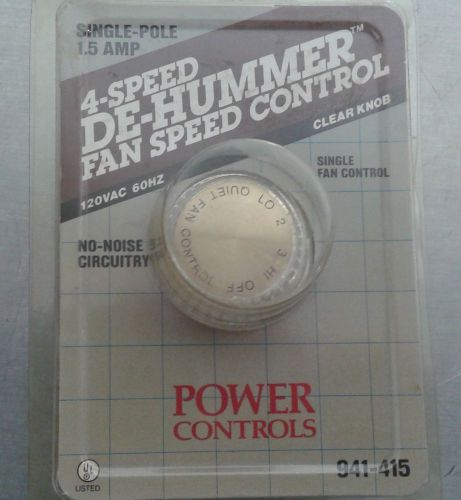 SINGLE-POLE
1.5 AMP
4-SPEED
DE-HUMMER™
FAN SPEED CONTROL
120VAC 60HZ
CLEAR KNOB
SINGLE
FAN CONTROL
NO-NOISE
CIRCUITRY
OFF HI 3 2 LO QUIET FAN CONTROL
POWER
CONTROLS
UL
LISTED
941-415